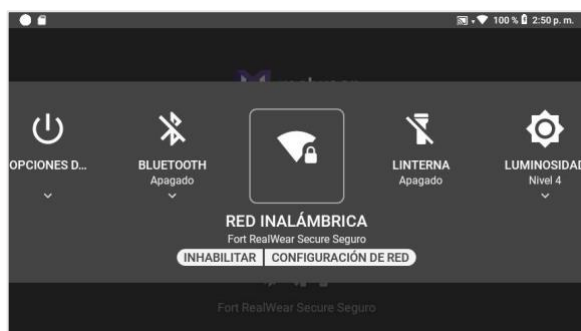 100 % 2:50 p. m.
OPCIONES D...
BLUETOOTH
Apagado
LINTERNA
Apagado
LUMINOSIDAD
Nivel 4
RED INALÁMBRICA
Fort RealWear Secure Seguro
INHABILITAR
CONFIGURACIÓN DE RED
Fort RealWear Secure Seguro